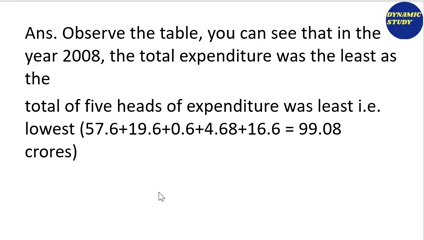 DYNAMIC
STUDY
Ans. Observe the table, you can see that in the
year 2008, the total expenditure was the least as
the
total of five heads of expenditure was least i.e.
lowest (57.6+19.6+0.6+4.68+16.6 = 99.08
crores)